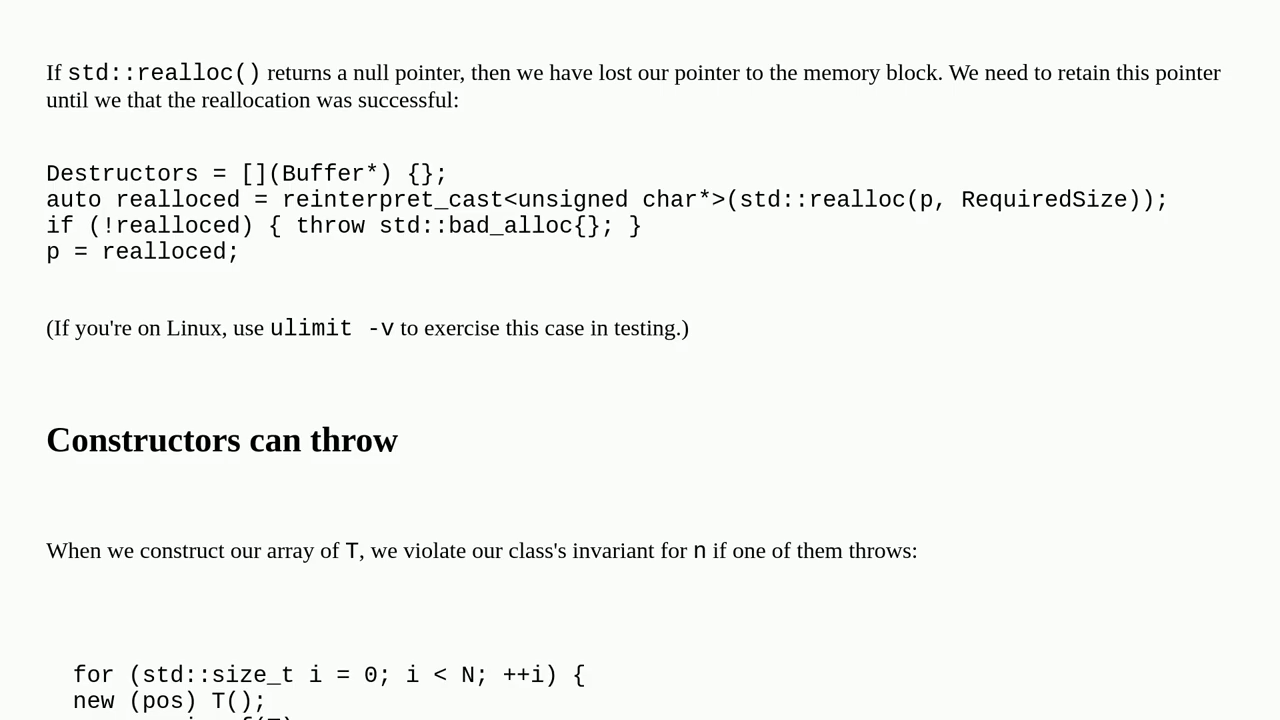 If std::realloc() returns a null pointer, then we have lost our pointer to the memory block. We need to retain this pointer
until we that the reallocation was successful:
Destructors = [](Buffer*) {};
auto realloced = reinterpret_cast<unsigned char*>(std::realloc(p, RequiredSize));
if (!realloced) { throw std::bad_alloc{}; }
p = realloced;
(If you're on Linux, use ulimit -v to exercise this case in testing.)
Constructors can throw
When we construct our array of T, we violate our class's invariant for n if one of them throws:
for (std::size_t i = 0; i < N; ++i) {
new (pos) T();